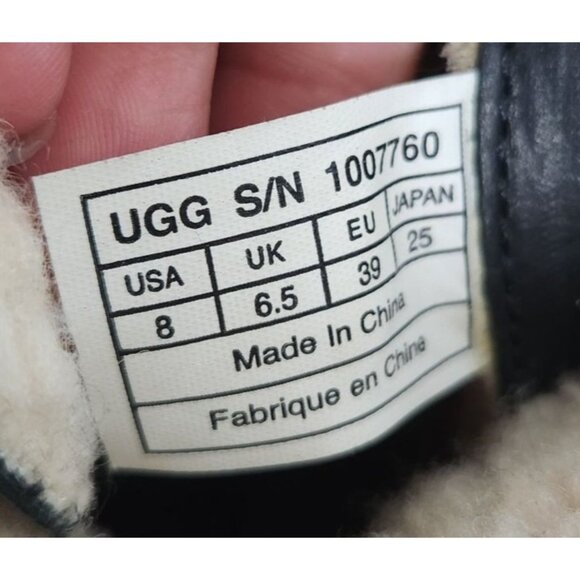 UGG S/N 1007760
USA UK EU JAPAN
8 6.5 39 25
Made In China
Fabrique en Chine